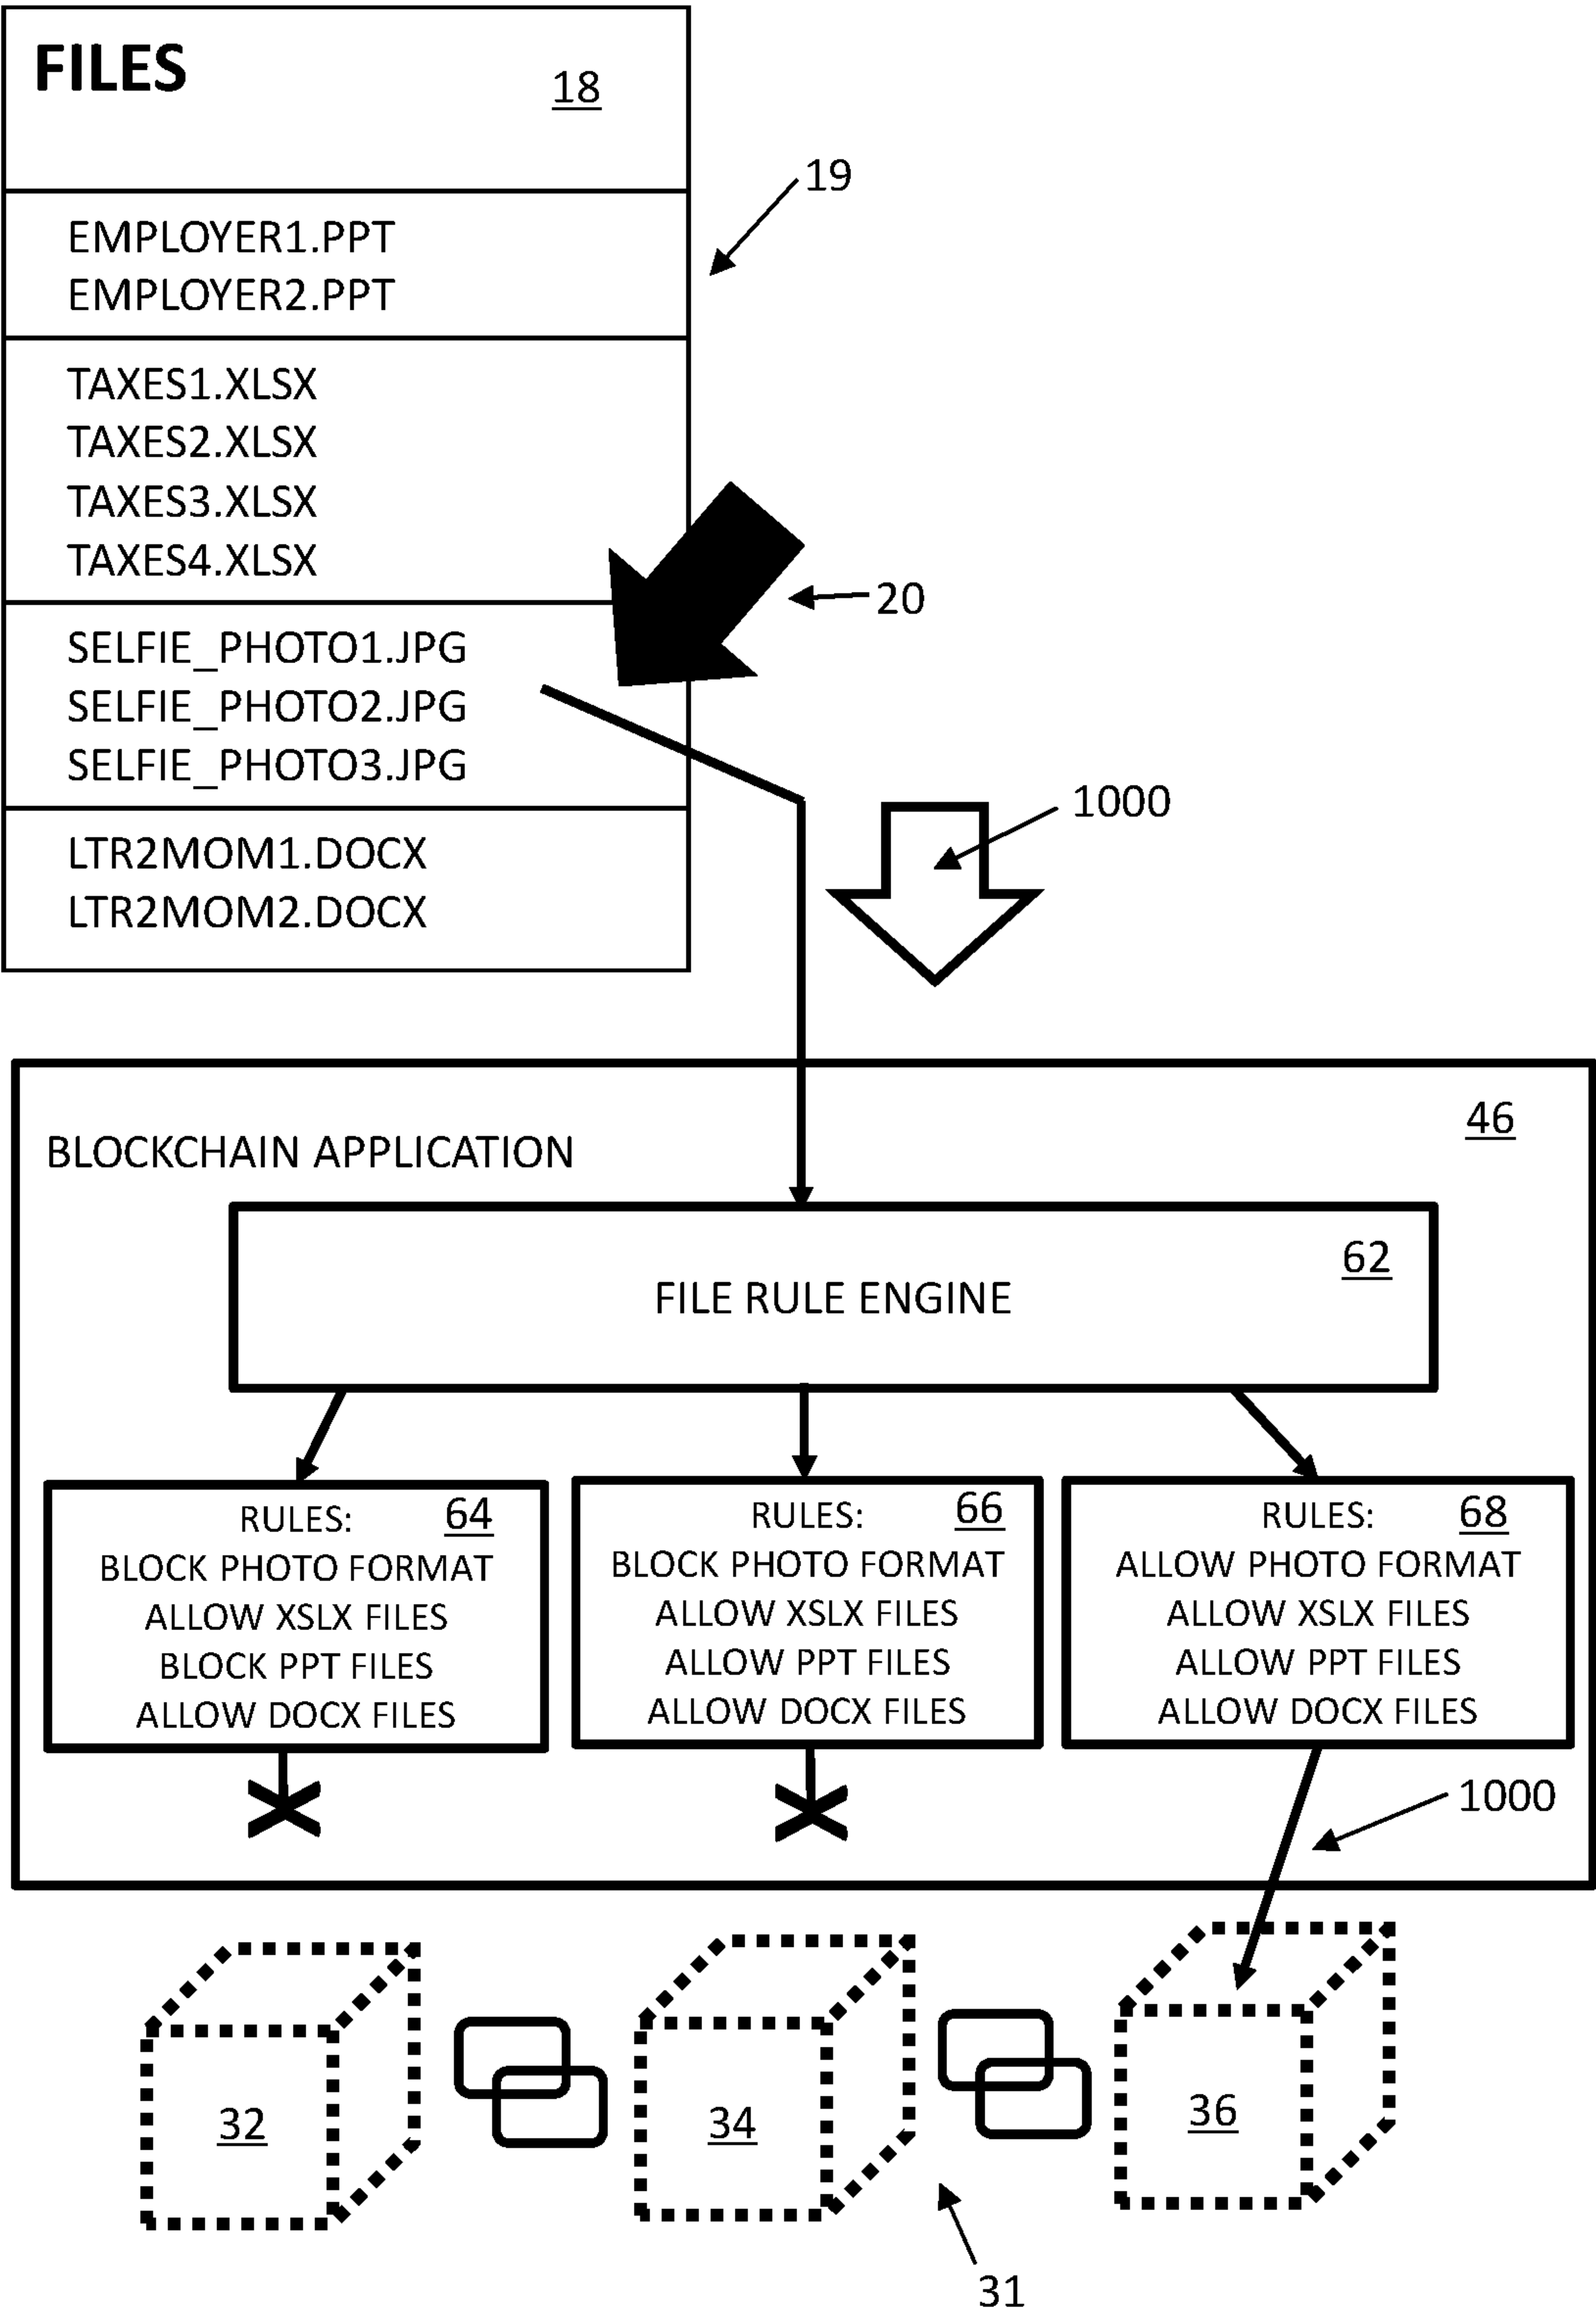 FILES
18
19
EMPLOYER1.PPT
EMPLOYER2.PPT
TAXES1.XLSX
TAXES2.XLSX
TAXES3.XLSX
TAXES4.XLSX
20
SELFIE_PHOTO1.JPG
SELFIE_PHOTO2.JPG
SELFIE_PHOTO3.JPG
1000
LTR2MOM1.DOCX
LTR2MOM2.DOCX
46
BLOCKCHAIN APPLICATION
62
FILE RULE ENGINE
RULES: 64
BLOCK PHOTO FORMAT
ALLOW XSLX FILES
BLOCK PPT FILES
ALLOW DOCX FILES
RULES: 66
BLOCK PHOTO FORMAT
ALLOW XSLX FILES
ALLOW PPT FILES
ALLOW DOCX FILES
RULES: 68
ALLOW PHOTO FORMAT
ALLOW XSLX FILES
ALLOW PPT FILES
ALLOW DOCX FILES
1000
32
34
36
31